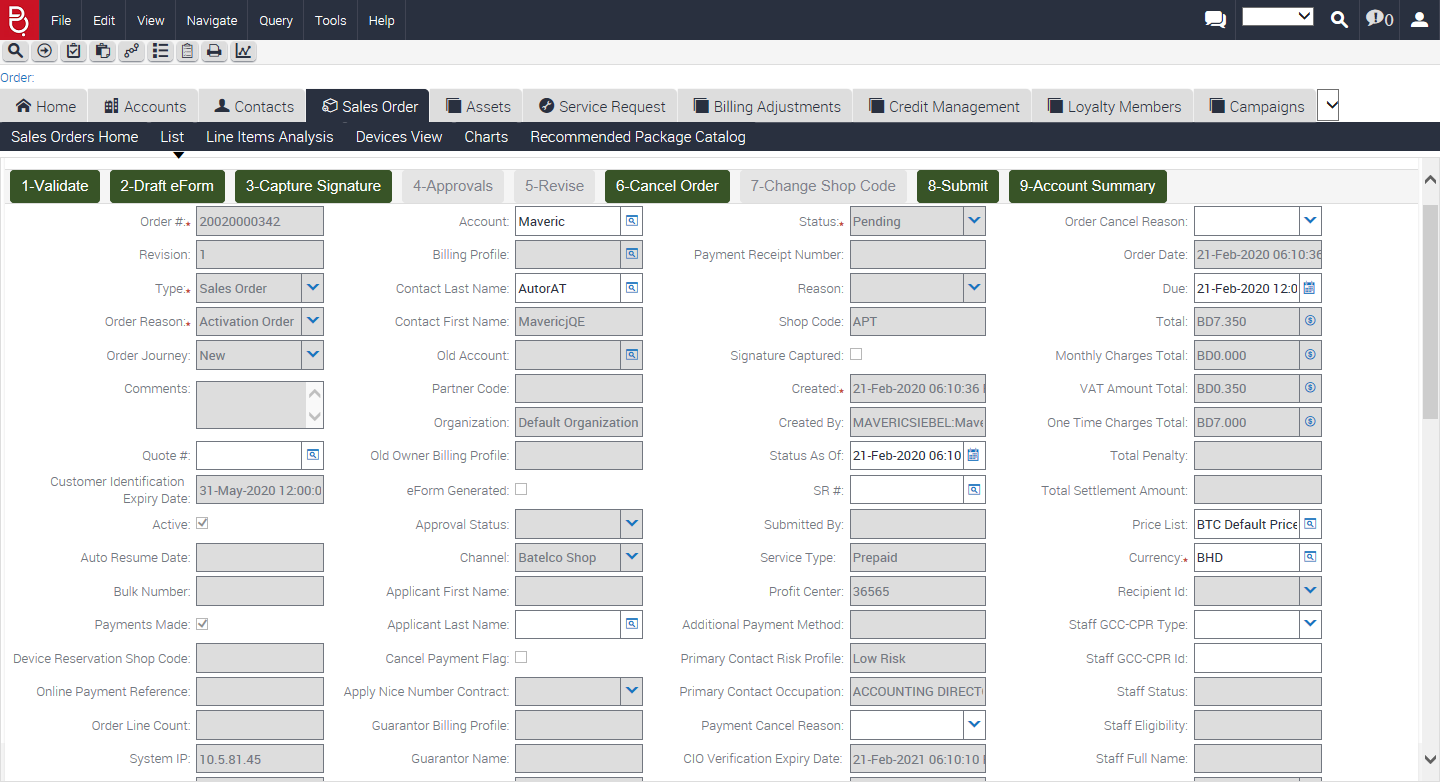 File Edit View Navigate Query Tools Help 0
Order:
Home Accounts Contacts Sales Order Assets Service Request Billing Adjustments Credit Management Loyalty Members Campaigns
Sales Orders Home List Line Items Analysis Devices View Charts Recommended Package Catalog
1-Validate 2-Draft eForm 3-Capture Signature 4-Approvals 5-Revise 6-Cancel Order 7-Change Shop Code 8-Submit 9-Account Summary
Order #:* 20020000342 Account: Maveric Status:* Pending Order Cancel Reason:
Revision: 1 Billing Profile: Payment Receipt Number: Order Date: 21-Feb-2020 06:10:36
Type:* Sales Order Contact Last Name: AutorAT Reason: Due: 21-Feb-2020 12:0
Order Reason:* Activation Order Contact First Name: MavericjQE Shop Code: APT Total: BD7.350
Order Journey: New Old Account: Signature Captured: Monthly Charges Total: BD0.000
Comments: Partner Code: Created:* 21-Feb-2020 06:10:36 VAT Amount Total: BD0.350
Organization: Default Organization Created By: MAVERICSIEBEL:Mave One Time Charges Total: BD7.000
Quote #: Old Owner Billing Profile: Status As Of: 21-Feb-2020 06:10 Total Penalty:
Customer Identification
Expiry Date: 31-May-2020 12:00:0 eForm Generated: SR #: Total Settlement Amount:
Active: Approval Status: Submitted By: Price List: BTC Default Price
Auto Resume Date: Channel: Batelco Shop Service Type: Prepaid Currency:* BHD
Bulk Number: Applicant First Name: Profit Center: 36565 Recipient Id:
Payments Made: Applicant Last Name: Additional Payment Method: Staff GCC-CPR Type:
Device Reservation Shop Code: Cancel Payment Flag: Primary Contact Risk Profile: Low Risk Staff GCC-CPR Id:
Online Payment Reference: Apply Nice Number Contract: Primary Contact Occupation: ACCOUNTING DIRECT Staff Status:
Order Line Count: Guarantor Billing Profile: Payment Cancel Reason: Staff Eligibility:
System IP: 10.5.81.45 Guarantor Name: CIO Verification Expiry Date: 21-Feb-2021 06:10:10 Staff Full Name: